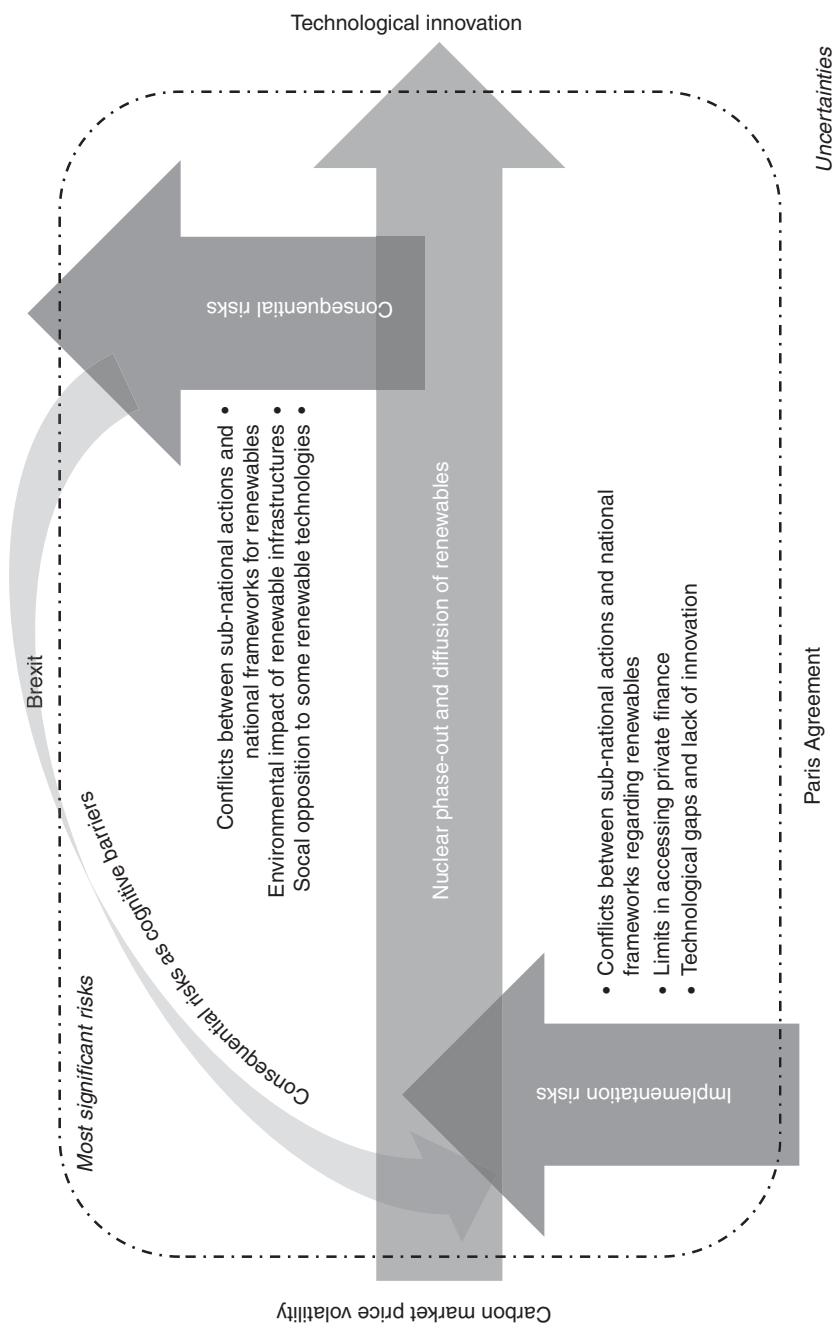 Technological innovation
Uncertainties
Brexit
Most significant risks
Consequential risks as cognitive barriers
Consequential risks
• Conflicts between sub-national actions and
national frameworks for renewables
• Environmental impact of renewable infrastructures
• Socal opposition to some renewable technologies
Nuclear phase-out and diffusion of renewables
Implementation risks
• Conflicts between sub-national actions and national
frameworks regarding renewables
• Limits in accessing private finance
• Technological gaps and lack of innovation
Paris Agreement
Carbon market price volatility